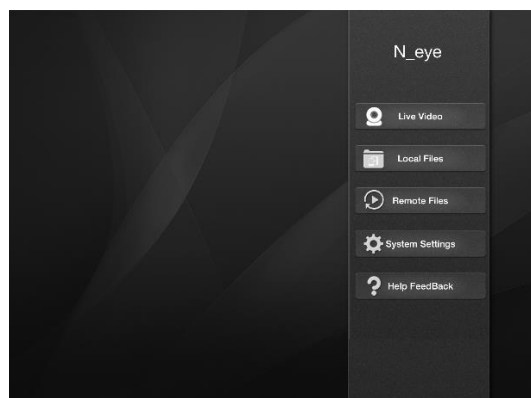 N_eye
Live Video
Local Files
Remote Files
System Settings
Help FeedBack